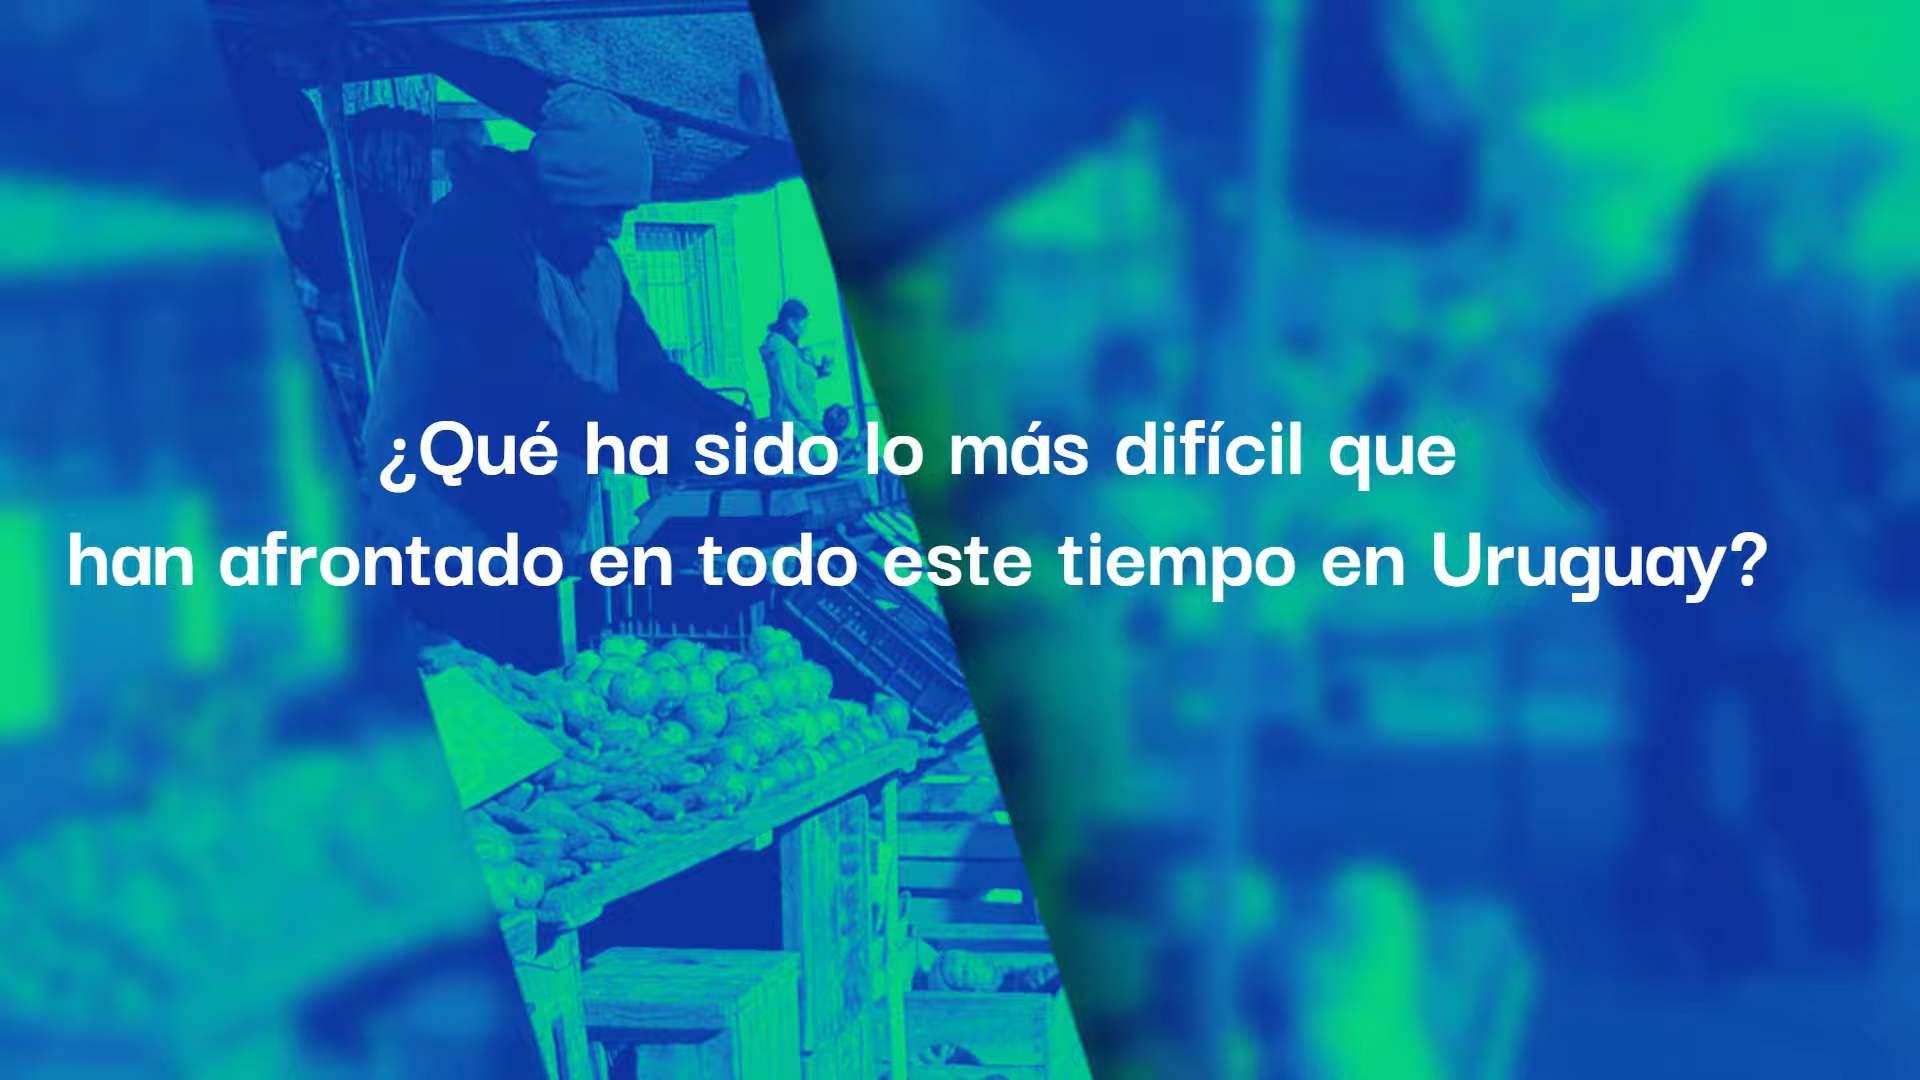 ¿Qué ha sido lo más difícil que
han afrontado en todo este tiempo en Uruguay?